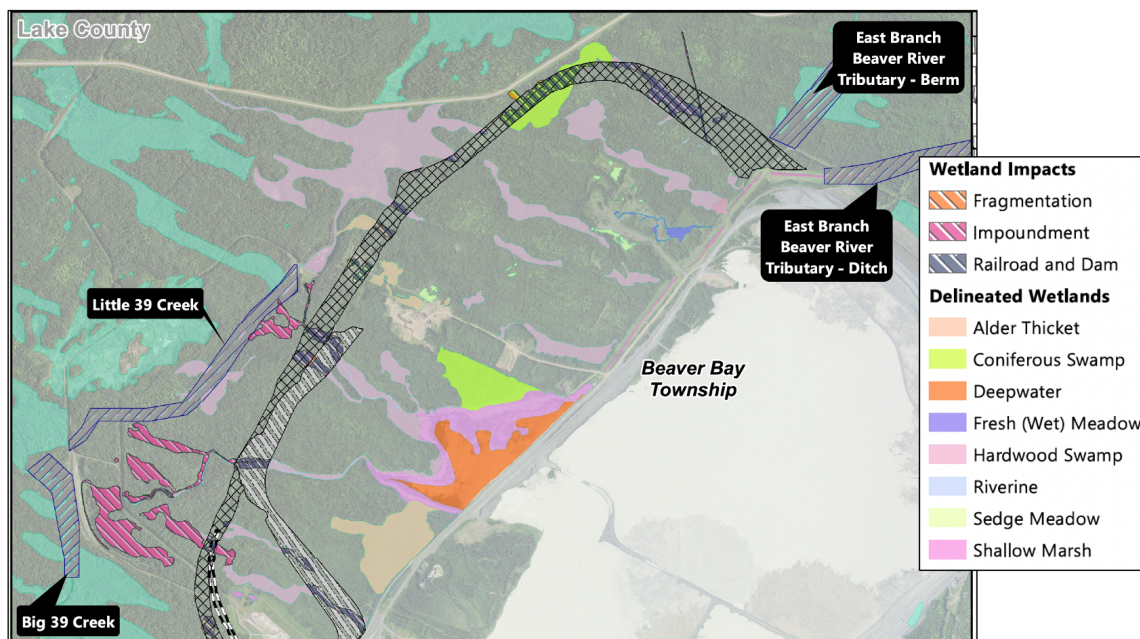 Lake County
East Branch
Beaver River
Tributary - Berm
Wetland Impacts
Fragmentation
Impoundment
Railroad and Dam
East Branch
Beaver River
Tributary - Ditch
Delineated Wetlands
Little 39 Creek
Alder Thicket
Coniferous Swamp
Beaver Bay
Township
Deepwater
Fresh (Wet) Meadow
Hardwood Swamp
Riverine
Sedge Meadow
Shallow Marsh
Big 39 Creek